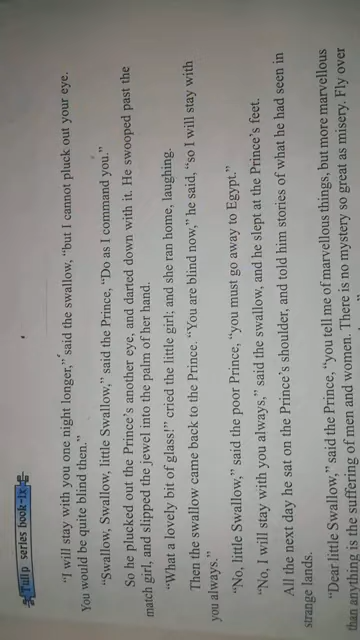 Tulip series book-ix
"I will stay with you one night longer," said the swallow, "but I cannot pluck out your eye.
You would be quite blind then."
"Swallow, Swallow, little Swallow," said the Prince, "Do as I command you."
So he plucked out the Prince's another eye, and darted down with it. He swooped past the
match girl, and slipped the jewel into the palm of her hand.
"What a lovely bit of glass!" cried the little girl; and she ran home, laughing.
Then the swallow came back to the Prince. "You are blind now," he said, "so I will stay with
you always."
"No, little Swallow," said the poor Prince, "you must go away to Egypt."
"No, I will stay with you always," said the swallow, and he slept at the Prince's feet.
All the next day he sat on the Prince's shoulder, and told him stories of what he had seen in
strange lands.
"Dear little Swallow," said the Prince, "you tell me of marvellous things, but more marvellous
than anything is the suffering of men and women. There is no mystery so great as misery. Fly over